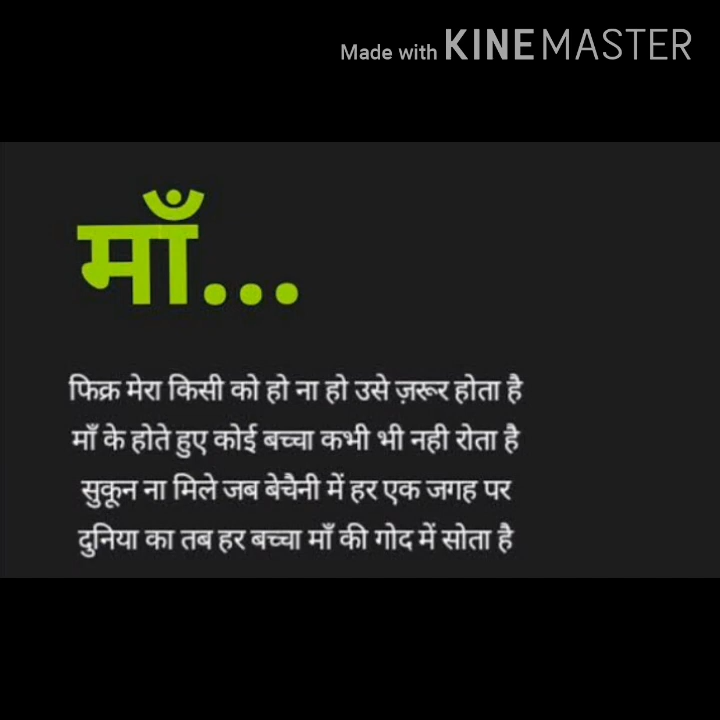 Made with KINEMASTER
माँ...
फिक्र मेरा किसी को हो ना हो उसे ज़रूर होता है
माँ के होते हुए कोई बच्चा कभी भी नही रोता है
सुकून ना मिले जब बेचैनी में हर एक जगह पर
दुनिया का तब हर बच्चा माँ की गोद में सोता है